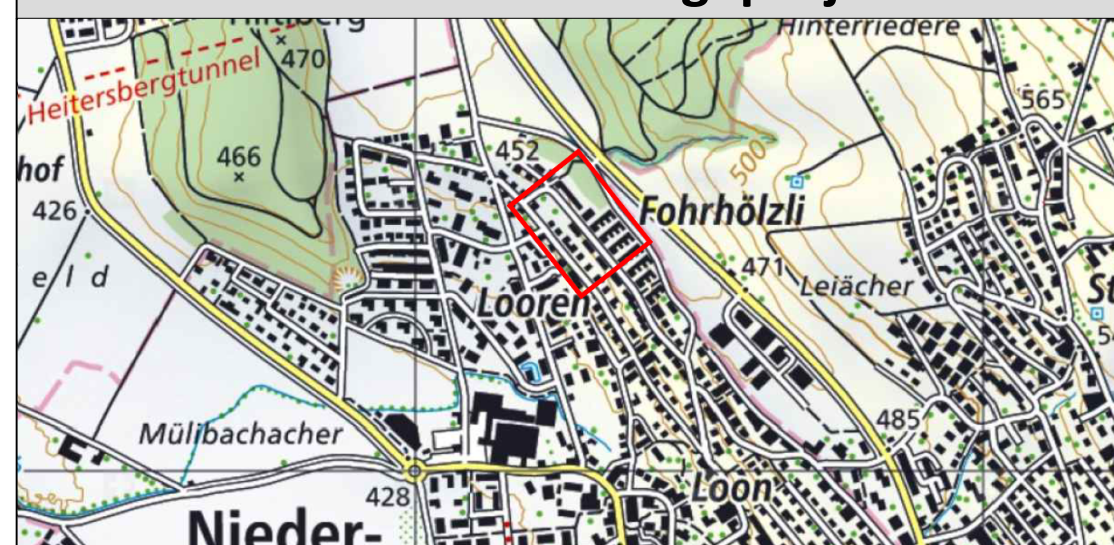 470
Heitersbergtunnel
Hinterriedere
565
452
466
hof
500
426
Fohrhölzli
471
e l d
Leiächer
Looren
485
Mülibachacher
428
Loon
Nieder-